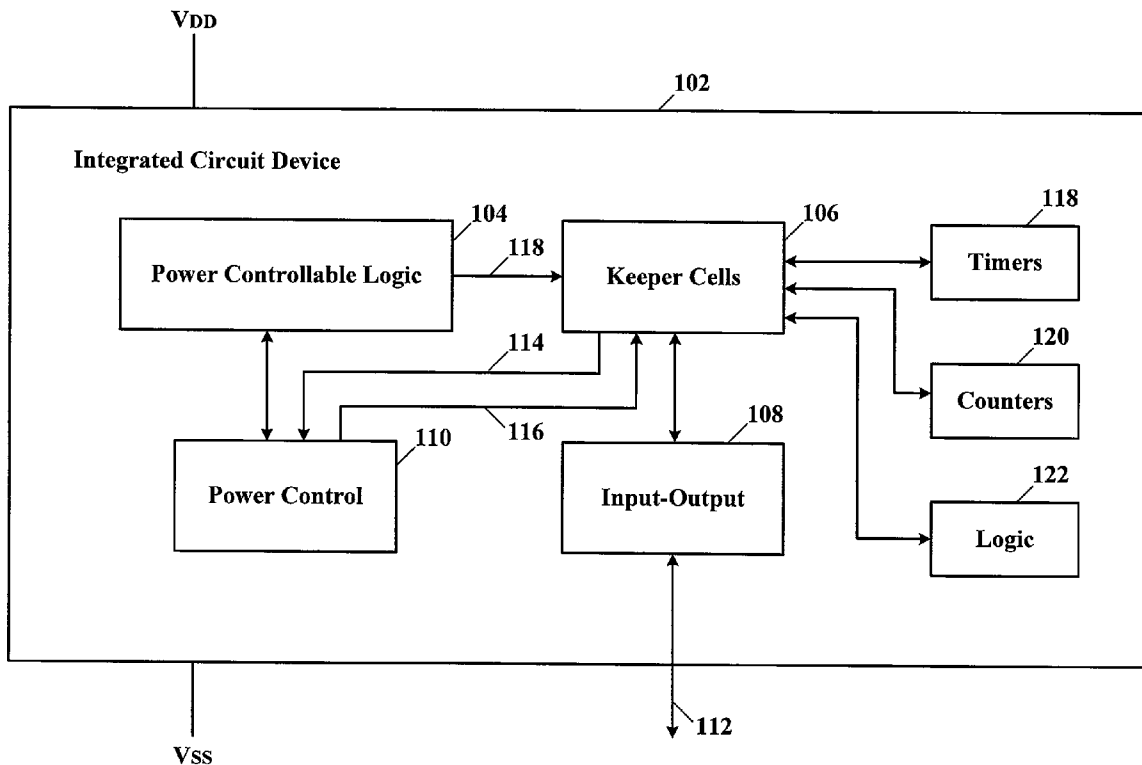 VDD
102
Integrated Circuit Device
104
118
106
118
Power Controllable Logic
Keeper Cells
Timers
114
120
Counters
116
110
108
Power Control
Input-Output
122
Logic
112
VSS